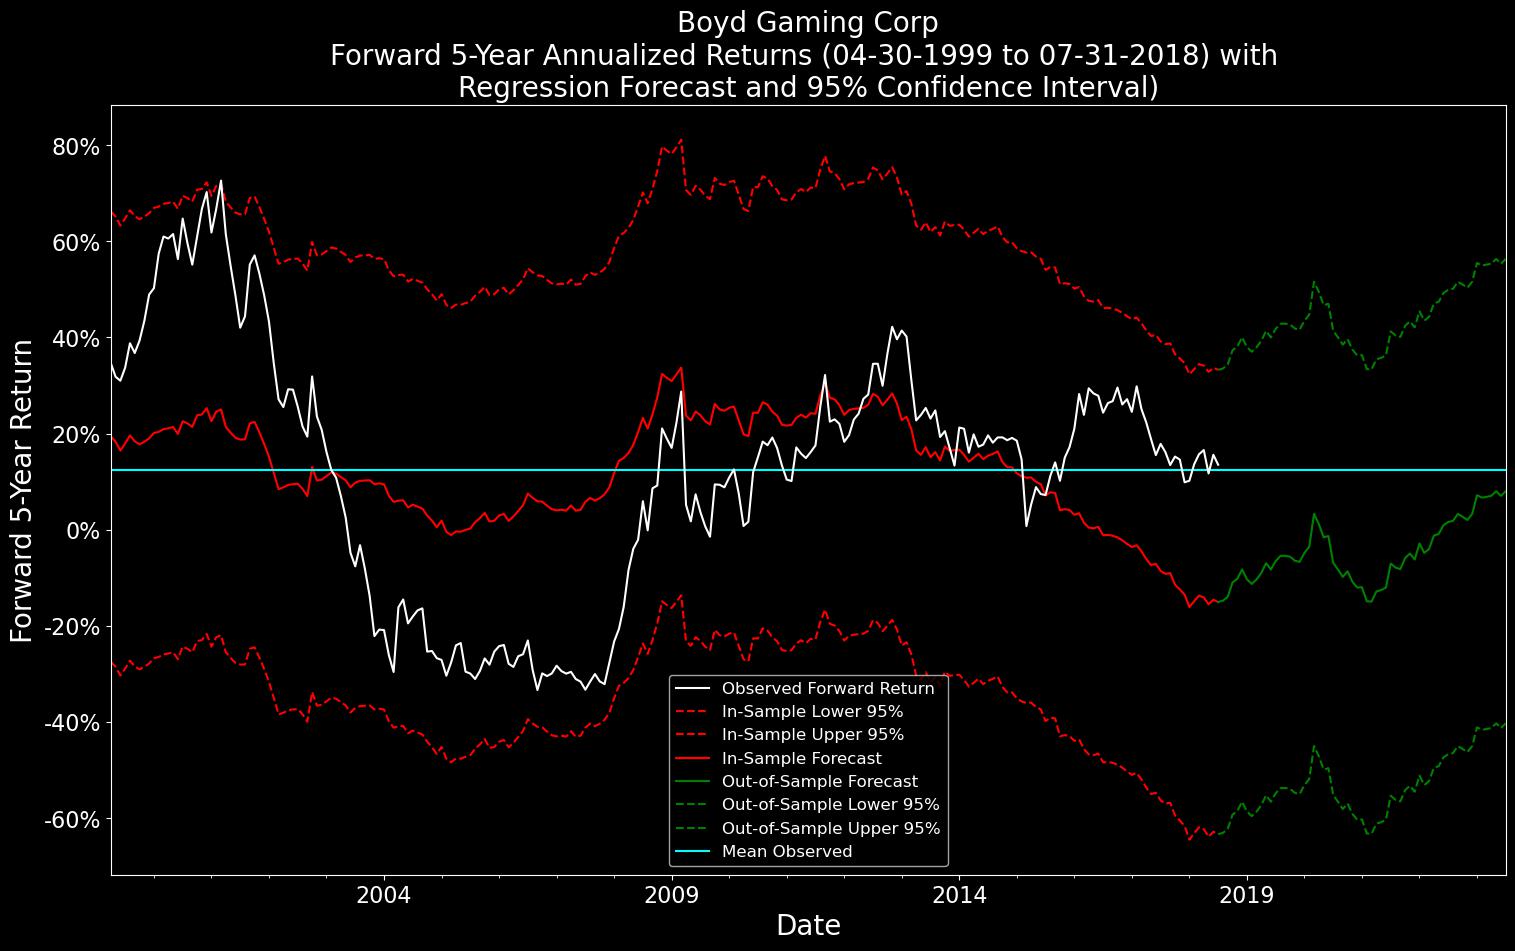 Boyd Gaming Corp
Forward 5-Year Annualized Returns (04-30-1999 to 07-31-2018) with
Regression Forecast and 95% Confidence Interval)
Forward 5-Year Return
80%
60%
40%
20%
0%
-20%
-40%
-60%
Observed Forward Return
In-Sample Lower 95%
In-Sample Upper 95%
In-Sample Forecast
Out-of-Sample Forecast
Out-of-Sample Lower 95%
Out-of-Sample Upper 95%
Mean Observed
2004
2009
2014
2019
Date